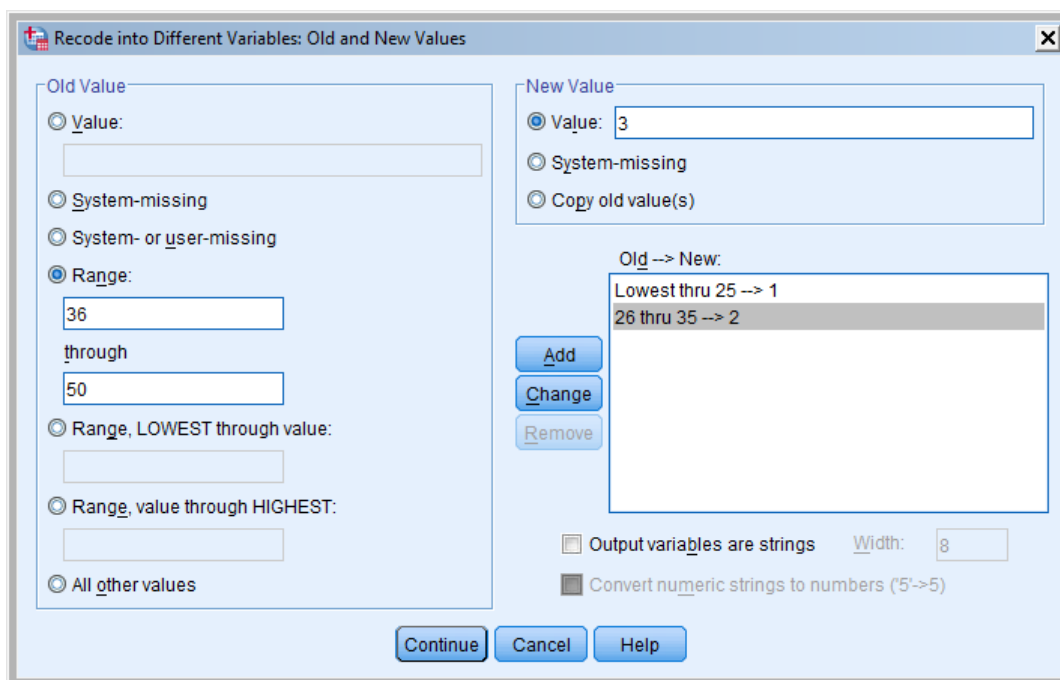 Recode into Different Variables: Old and New Values
Old Value
Value:
System-missing
System- or user-missing
Range:
36
through
50
Range, LOWEST through value:
Range, value through HIGHEST:
All other values
New Value
Value: 3
System-missing
Copy old value(s)
Old --> New:
Lowest thru 25 --> 1
26 thru 35 --> 2
Add
Change
Remove
Output variables are strings Width: 8
Convert numeric strings to numbers ('5'->5)
Continue Cancel Help